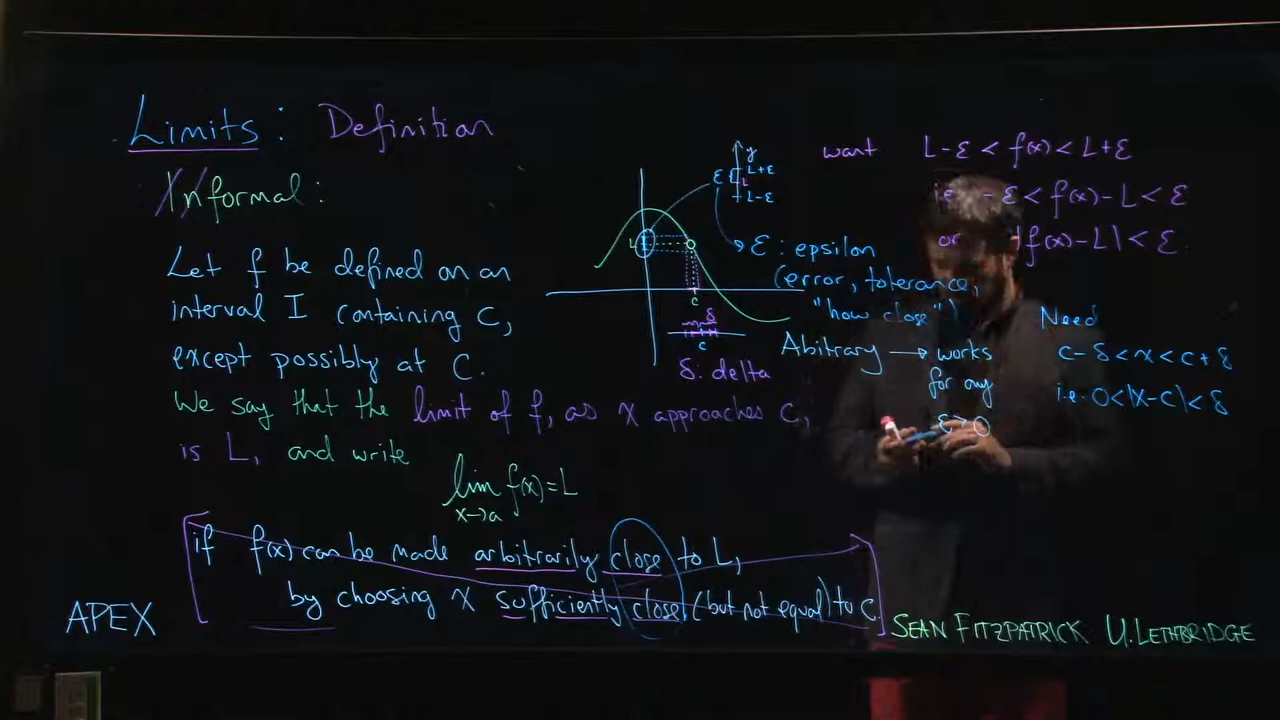 Limits: Definition
Informal:
Let f be defined on an
interval I containing c,
except possibly at c.
We say that the limit of f, as x approaches c,
is L, and write
lim f(x)=L
x→a
if f(x) can be made arbitrarily close to L,
by choosing x sufficiently close (but not equal) to c.
y
L+ε
ε L
L-ε
L
c
δ
c
δ: delta
ε: epsilon
(error, tolerance,
"how close")
Abitrary → works
for any
ε>0
want L-ε < f(x) < L+ε
i.e. -ε < f(x)-L < ε
or |f(x)-L| < ε
Need
c-δ<x<c+δ
i.e. 0<|x-c|<δ
APEX
SEAN FITZPATRICK U. LETHBRIDGE